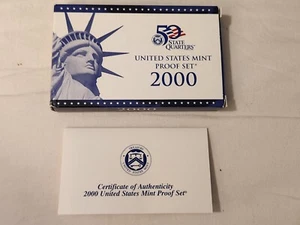 50
STATE
QUARTERS®
UNITED STATES MINT
PROOF SET®
2000
Certificate of Authenticity
2000 United States Mint Proof Set®